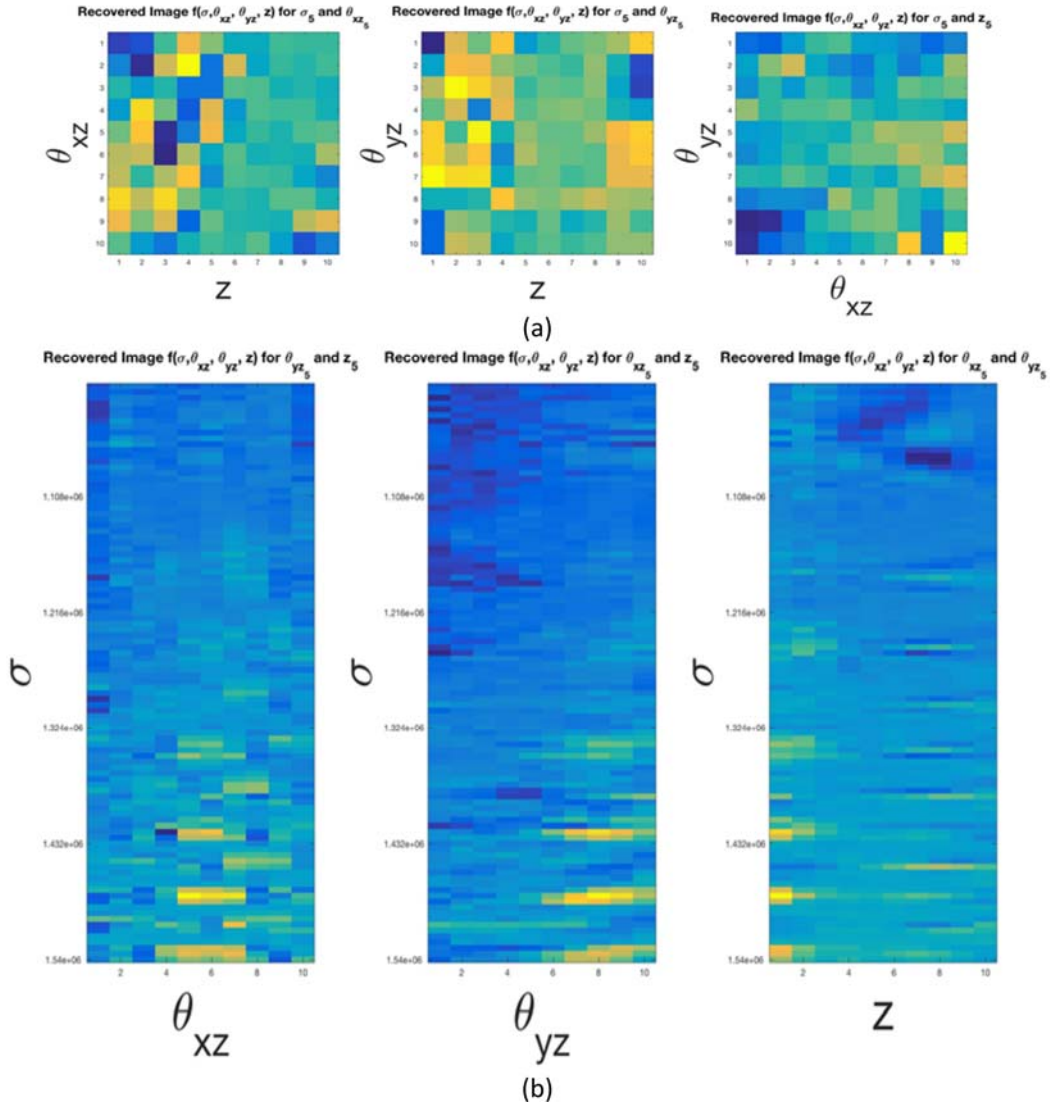 Recovered Image f(σ,θxz, θyz, z) for σ5 and θxz5
Recovered Image f(σ,θxz, θyz, z) for σ5 and θyz5
Recovered Image f(σ,θxz, θyz, z) for σ5 and z5
θxz
1
2
3
4
5
6
7
8
9
10
1 2 3 4 5 6 7 8 9 10
z
θyz
1
2
3
4
5
6
7
8
9
10
1 2 3 4 5 6 7 8 9 10
z
θyz
1
2
3
4
5
6
7
8
9
10
1 2 3 4 5 6 7 8 9 10
θxz
(a)
Recovered Image f(σ,θxz, θyz, z) for θyz5 and z5
Recovered Image f(σ,θxz, θyz, z) for θxz5 and z5
Recovered Image f(σ,θxz, θyz, z) for θxz5 and θyz5
σ
1.108e+06
1.216e+06
1.324e+06
1.432e+06
1.54e+06
2 4 6 8 10
θxz
σ
1.108e+06
1.216e+06
1.324e+06
1.432e+06
1.54e+06
2 4 6 8 10
θyz
σ
1.108e+06
1.216e+06
1.324e+06
1.432e+06
1.54e+06
2 4 6 8 10
z
(b)